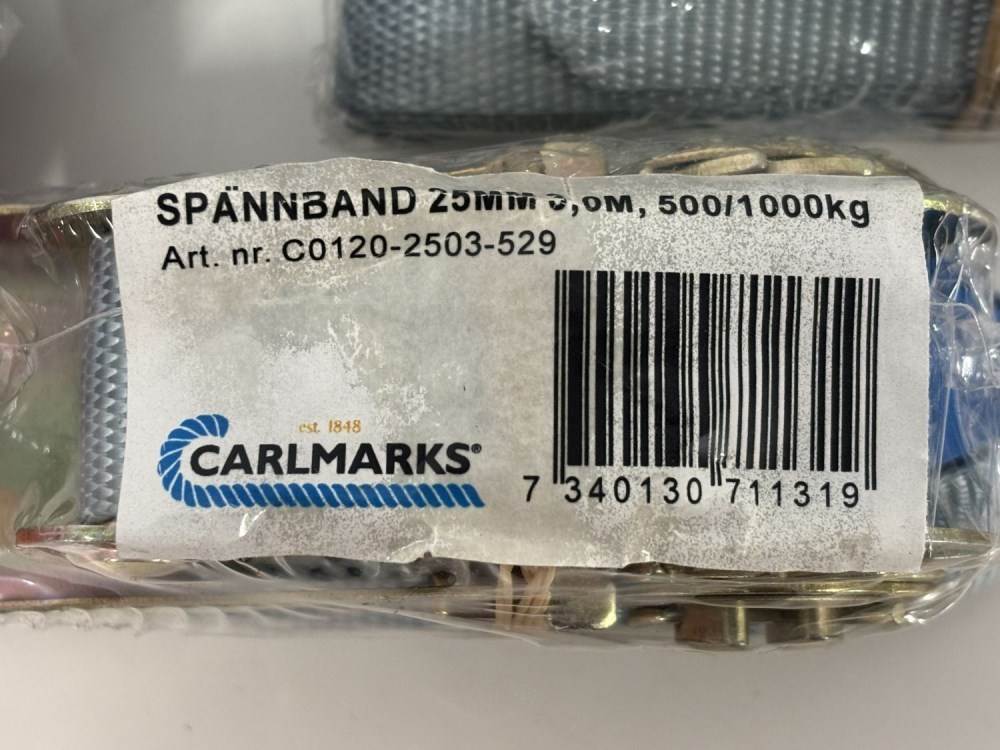 SPÄNNBAND 25MM 500/1000kg
Art. nr. C0120-2503-529
est. 1848
CARLMARKS®
7 340130 711319